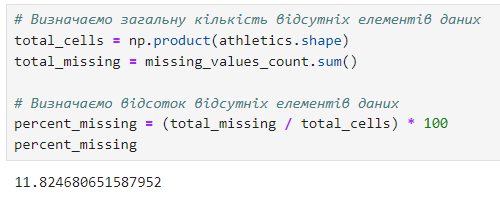 # Визначаємо загальну кількість відсутніх елементів даних
total_cells = np.product(athletics.shape)
total_missing = missing_values_count.sum()
# Визначаємо відсоток відсутніх елементів даних
percent_missing = (total_missing / total_cells) * 100
percent_missing
11.824680651587952